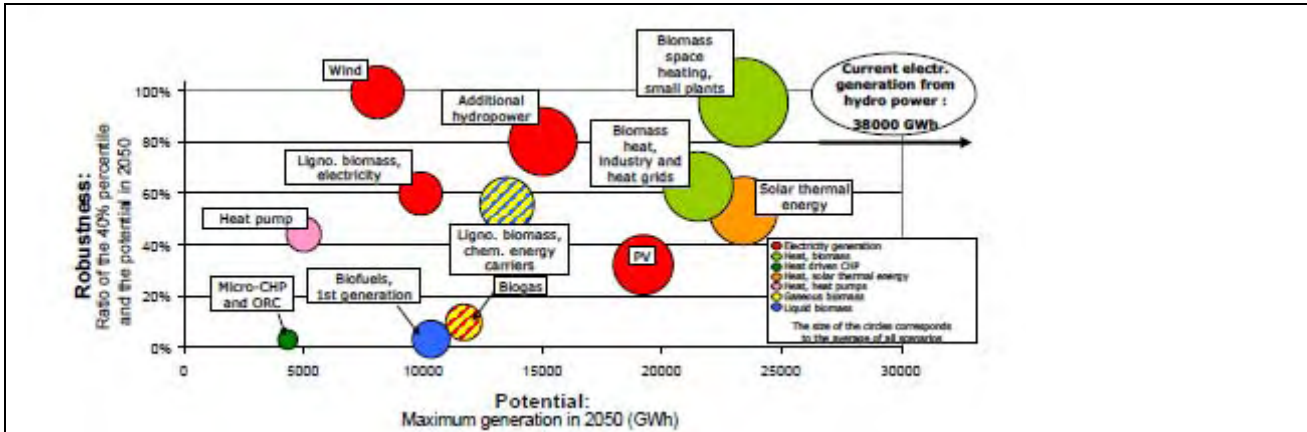 Biomass
space
heating,
small plants
Wind
Current electr.
generation from
hydro power :
38000 GWh
Additional
hydropower
Biomass
heat,
industry and
heat grids
Ligno. biomass,
electricity
Solar thermal
energy
Heat pump
Ligno. biomass,
chem. energy
carriers
PV
Micro-CHP
and ORC
Biofuels,
1st generation
Biogas
100%
80%
60%
40%
20%
0%
Robustness:
Ratio of the 40% percentile
and the potential in 2050
Electricity generation
Heat, biomass
Heat driven CHP
Heat, solar thermal energy
Heat, heat pumps
Gaseous biomass
Liquid biomass
The size of the circles corresponds
to the average of all scenarios
0
5000
10000
15000
20000
25000
30000
Potential:
Maximum generation in 2050 (GWh)